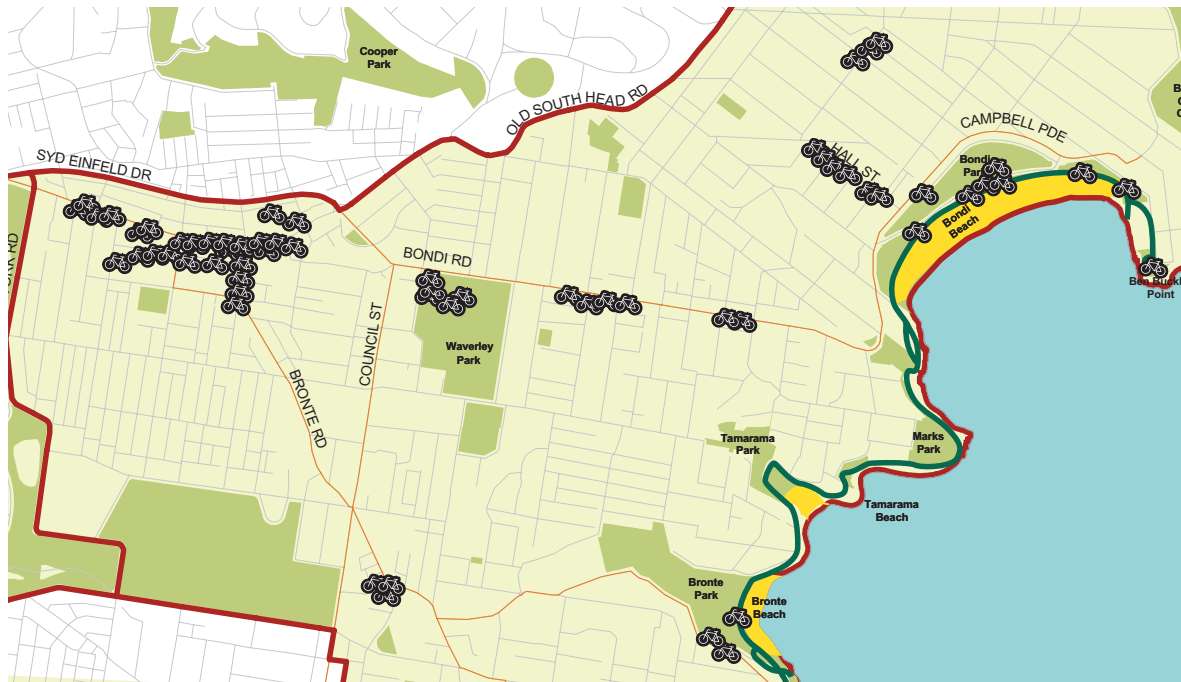 Cooper
Park
OLD SOUTH HEAD RD
SYD EINFELD DR
CAMPBELL PDE
HALL ST
Bondi
Bondi
Beach
BONDI RD
Point
COUNCIL ST
Waverley
Park
BRONTE RD
Marks
Park
Tamarama
Park
Tamarama
Beach
Bronte
Park
Bronte
Beach